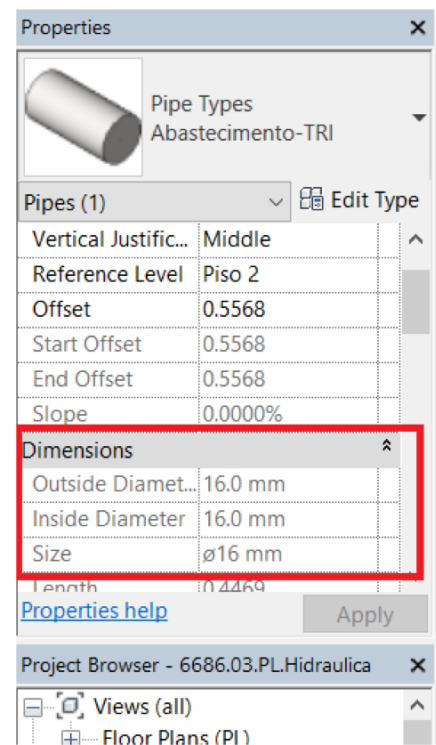 Properties
Pipe Types
Abastecimento-TRI
Pipes (1) Edit Type
Vertical Justific... Middle
Reference Level Piso 2
Offset 0.5568
Start Offset 0.5568
End Offset 0.5568
Slope 0.0000%
Dimensions
Outside Diamet... 16.0 mm
Inside Diameter 16.0 mm
Size ø16 mm
Length 0.4469
Properties help Apply
Project Browser - 6686.03.PL.Hidraulica
Views (all)
Floor Plans (PL)